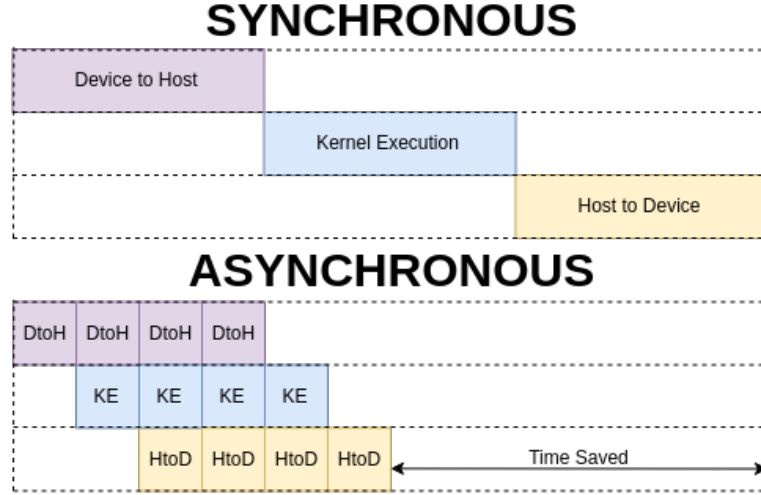 SYNCHRONOUS
Device to Host
Kernel Execution
Host to Device
ASYNCHRONOUS
DtoH DtoH DtoH DtoH
KE KE KE KE
HtoD HtoD HtoD HtoD Time Saved